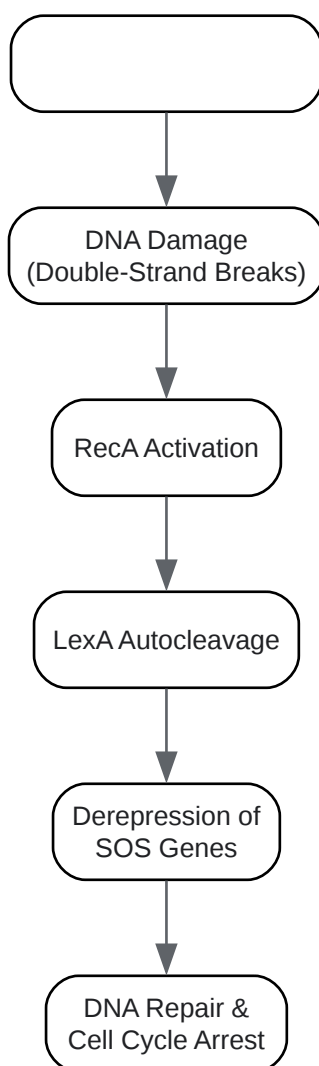 DNA Damage
(Double-Strand Breaks)
RecA Activation
LexA Autocleavage
Derepression of
SOS Genes
DNA Repair &
Cell Cycle Arrest